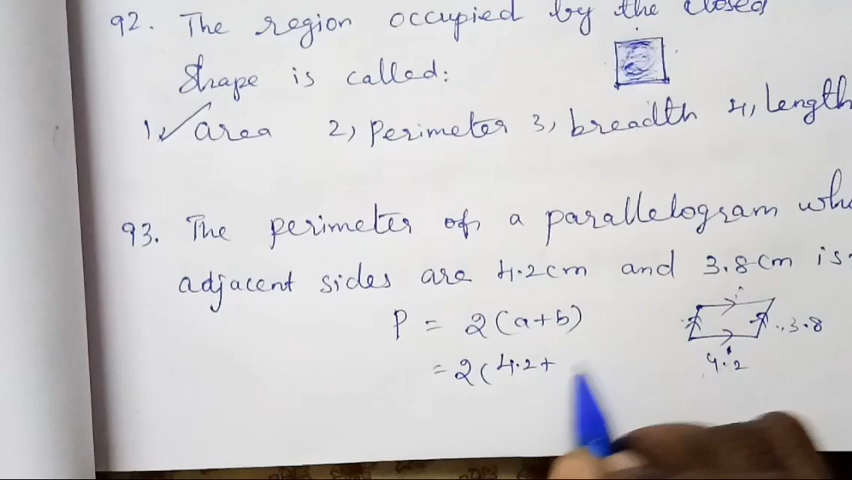 92. The region occupied by the closed
shape is called:
1, ✓ area 2, perimeter 3, breadth 4, length
93. The perimeter of a parallelogram
adjacent sides are 4.2cm and 3.8cm is
P = 2(a+b)
3.8
= 2(4.2+
4.2